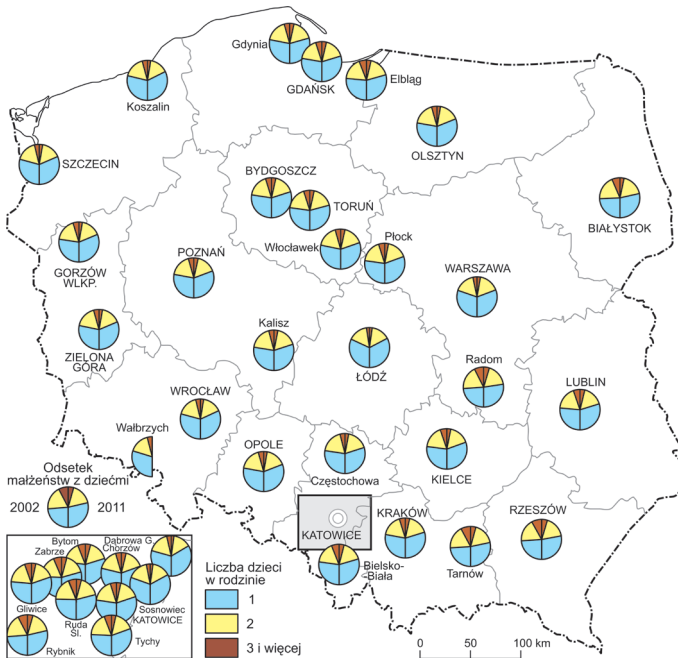 Gdynia
GDAŃSK
Elbląg
Koszalin
OLSZTYN
SZCZECIN
BYDGOSZCZ
TORUŃ
BIAŁYSTOK
Włocławek
Płock
GORZÓW
WLKP.
POZNAŃ
WARSZAWA
Kalisz
ZIELONA
GÓRA
ŁÓDŹ
Radom
LUBLIN
WROCŁAW
Wałbrzych
OPOLE
Częstochowa
KIELCE
Odsetek
małżeństw z dziećmi
2002 2011
KATOWICE
KRAKÓW
RZESZÓW
Bielsko-
Biała
Tarnów
Dąbrowa G.
Bytom
Chorzów
Zabrze
Gliwice
Ruda
Śl.
Sosnowiec
KATOWICE
Rybnik
Tychy
Liczba dzieci
w rodzinie
1
2
3 i więcej
0 50 100 km